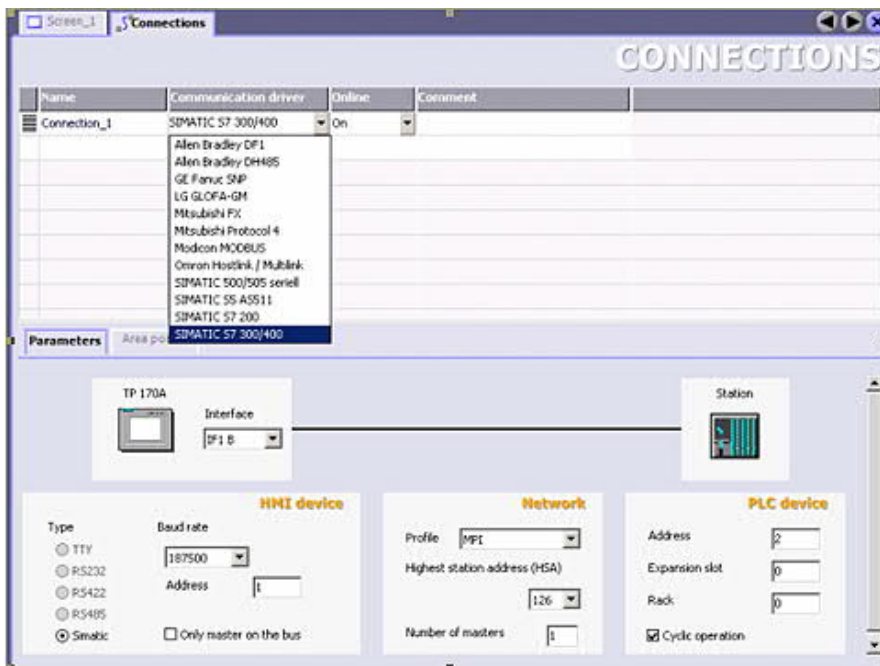 Screen_1 Connections
CONNECTIONS
Name Communication driver Online Comment
Connection_1 SIMATIC S7 300/400 On
Allen Bradley DF1
Allen Bradley DH485
GE Fanuc SNP
LG GLOFA-GM
Mitsubishi FX
Mitsubishi Protocol 4
Modicon MODBUS
Omron Hostlink / Multilink
SIMATIC 500/505 seriell
SIMATIC S5 AS511
SIMATIC S7 200
SIMATIC S7 300/400
Parameters Area po
TP 170A
Interface
IF1 B
Station
HMI device
Type
TTY
RS232
RS422
RS485
Simatic
Baud rate
187500
Address 1
Only master on the bus
Network
Profile MPI
Highest station address (HSA)
126
Number of masters 1
PLC device
Address 2
Expansion slot 0
Rack 0
Cyclic operation